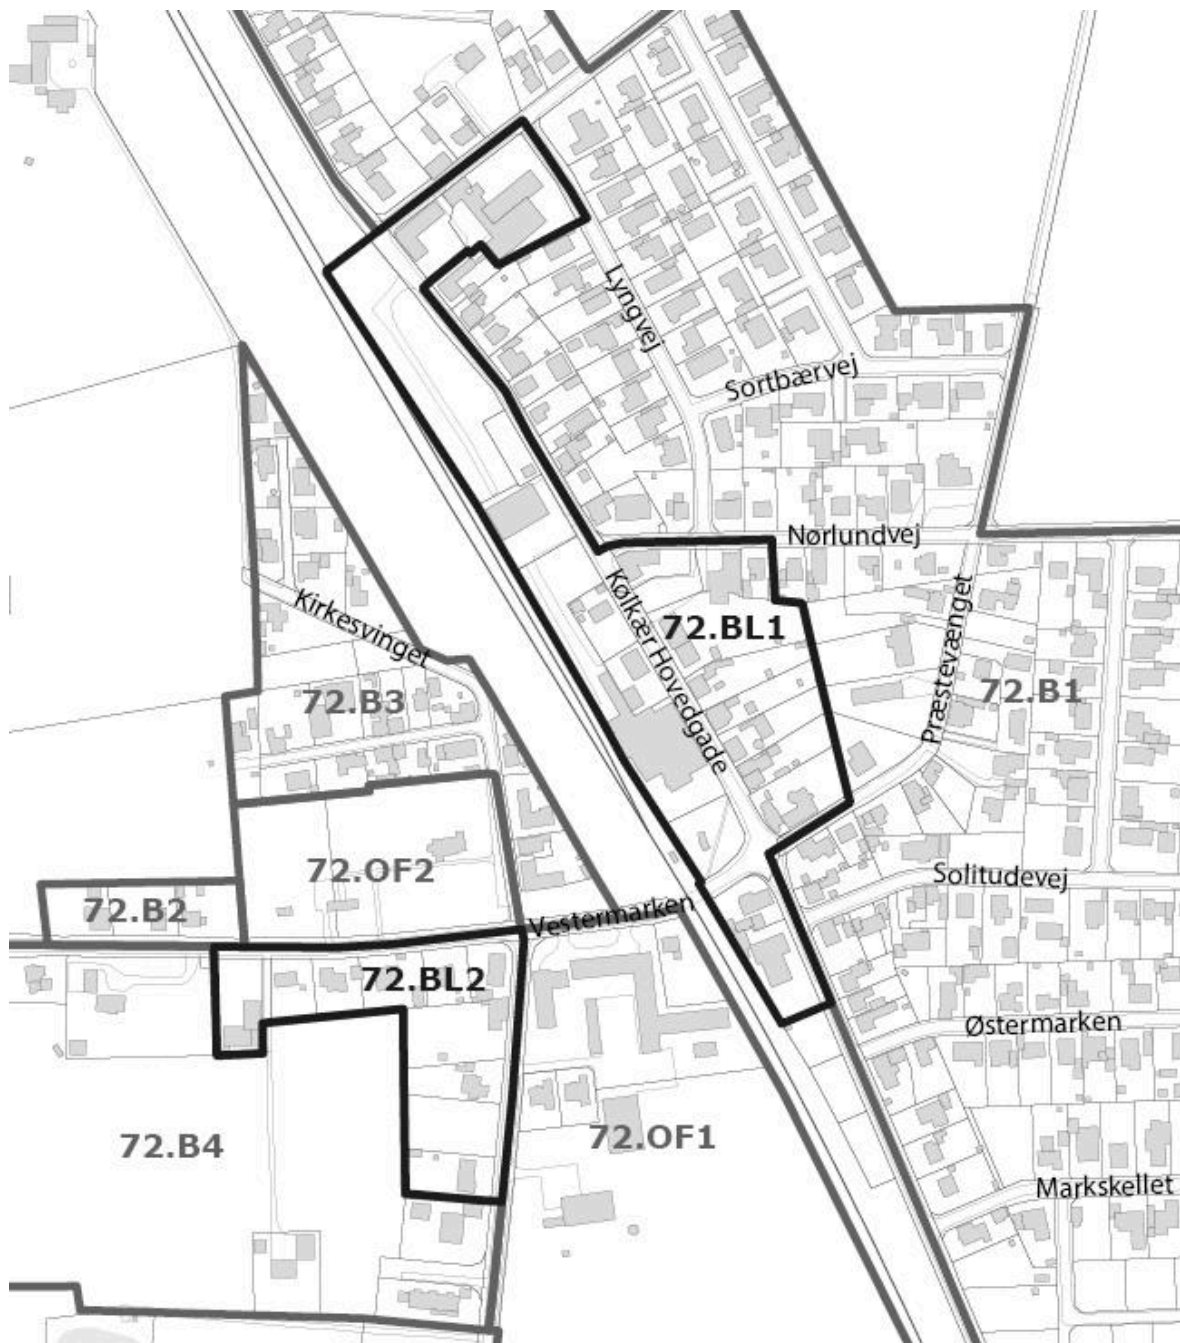 Lyngvej
Sortbærvej
Nørlundvej
Kølkær Hovedgade
72.BL1
Kirkesvinget
Præstevænget
72.B3
72.B1
72.OF2
Solitudevej
72.B2
Vestermarken
72.BL2
Østermarken
72.B4
72.OF1
Markskellet